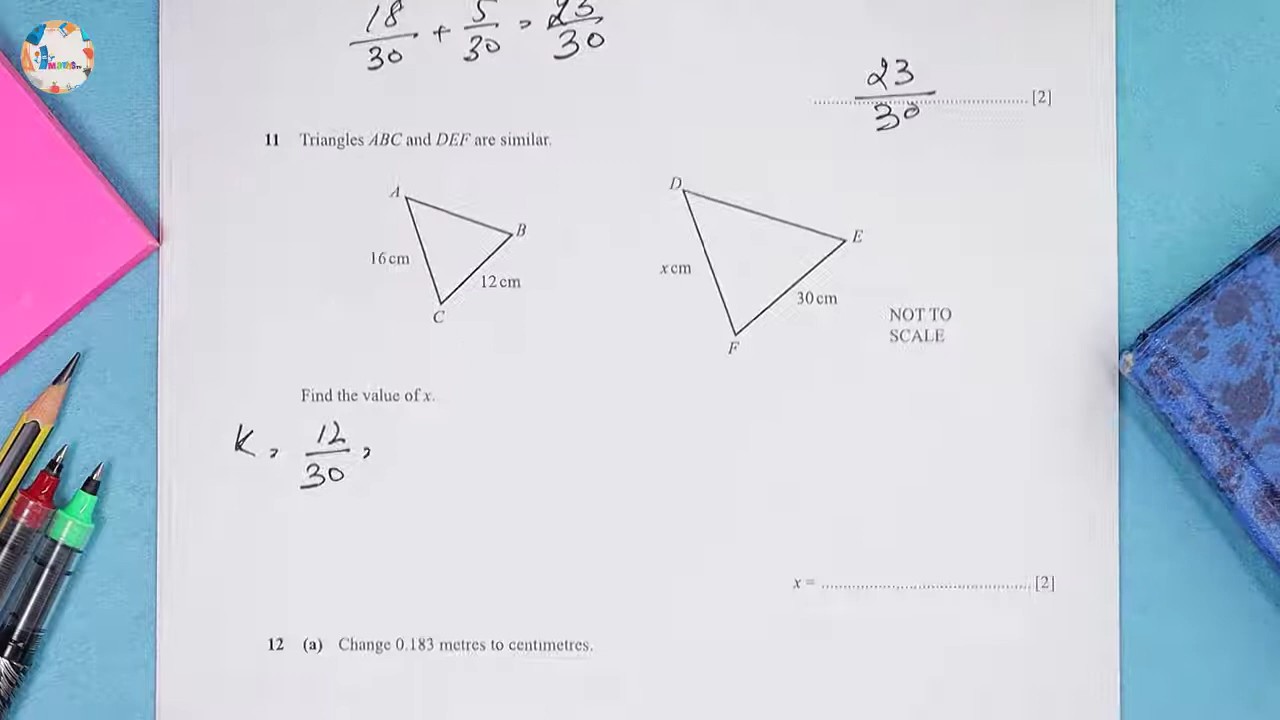 18/30 + 5/30 = 23/30
23/30 [2]
11 Triangles ABC and DEF are similar.
A
B
C
16 cm
12 cm
D
E
F
x cm
30 cm
NOT TO
SCALE
Find the value of x.
K = 12/30 =
x = [2]
12 (a) Change 0.183 metres to centimetres.